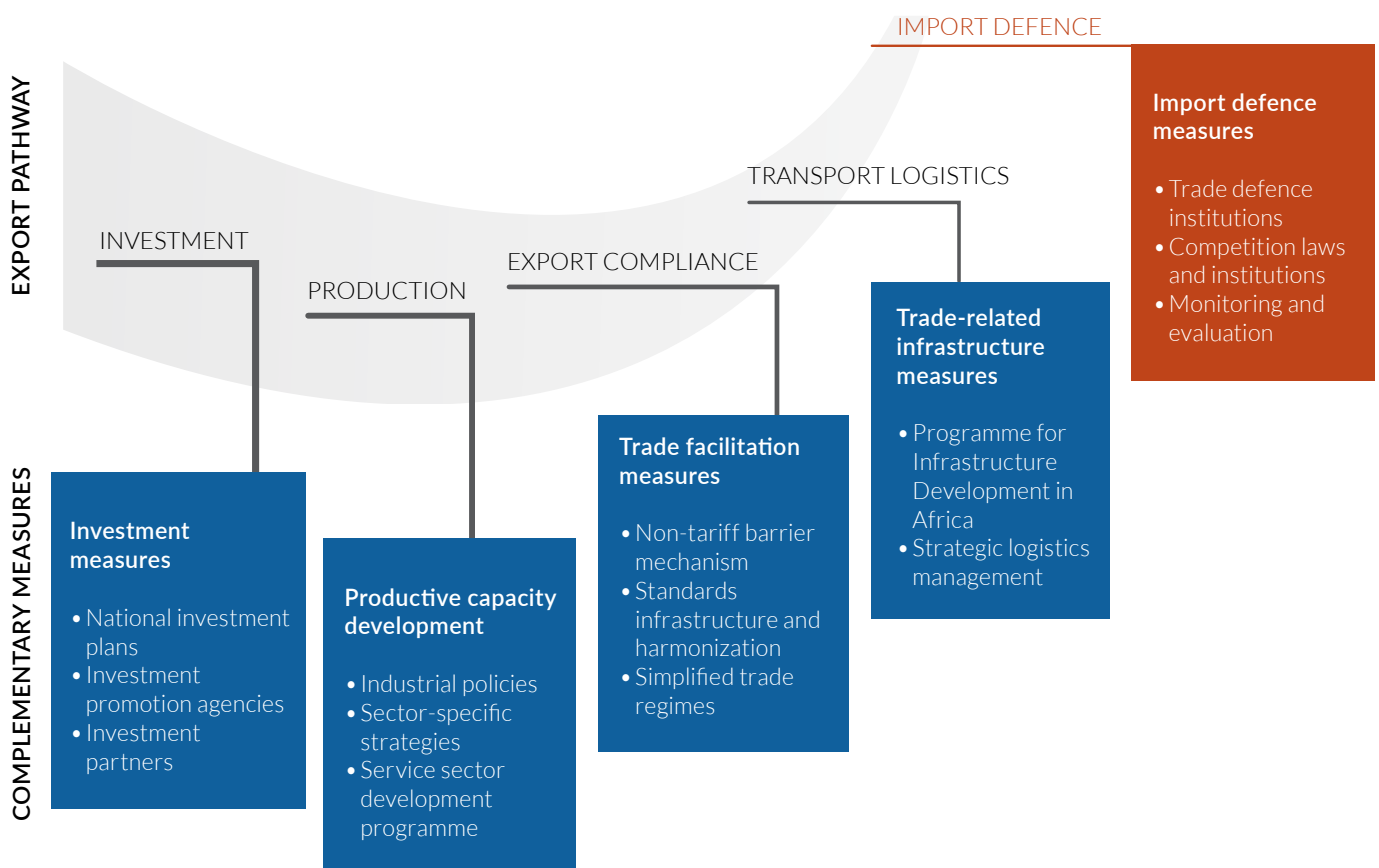 EXPORT PATHWAY
COMPLEMENTARY MEASURES
INVESTMENT
Investment
measures
• National investment
plans
• Investment
promotion agencies
• Investment
partners
PRODUCTION
Productive capacity
development
• Industrial policies
• Sector-specific
strategies
• Service sector
development
programme
EXPORT COMPLIANCE
Trade facilitation
measures
• Non-tariff barrier
mechanism
• Standards
infrastructure and
harmonization
• Simplified trade
regimes
TRANSPORT LOGISTICS
Trade-related
infrastructure
measures
• Programme for
Infrastructure
Development in
Africa
• Strategic logistics
management
IMPORT DEFENCE
Import defence
measures
• Trade defence
institutions
• Competition laws
and institutions
• Monitoring and
evaluation